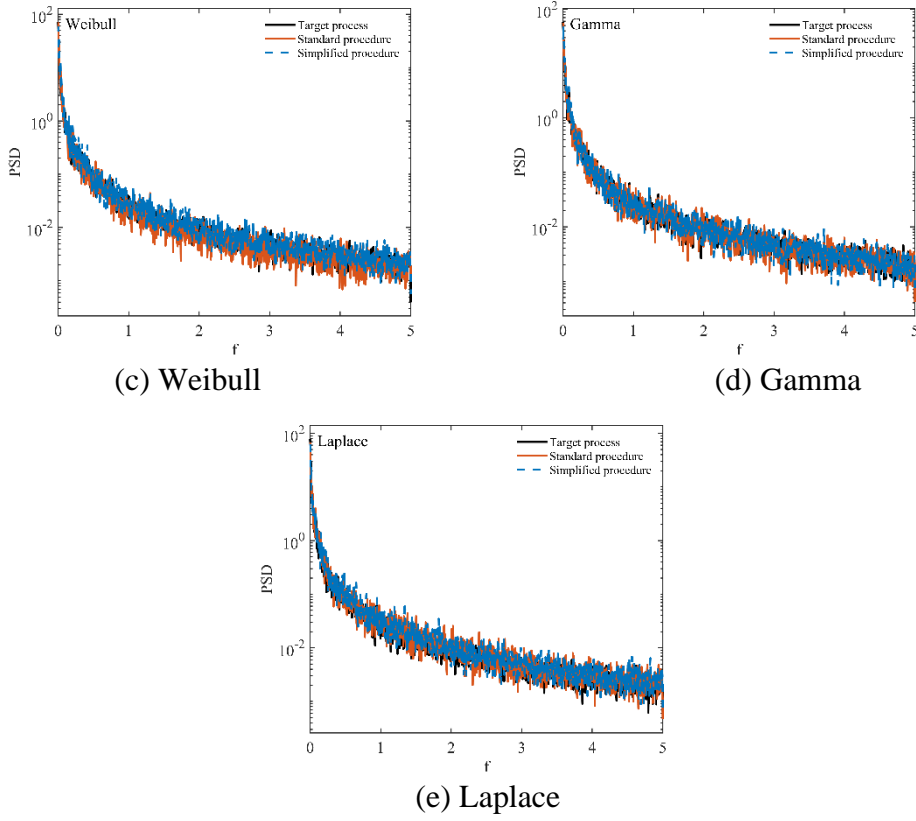 Weibull
Target process
Standard procedure
Simplified procedure
10^2
10^0
10^-2
PSD
0 1 2 3 4 5
f
(c) Weibull
Gamma
Target process
Standard procedure
Simplified procedure
10^2
10^0
10^-2
PSD
0 1 2 3 4 5
f
(d) Gamma
Laplace
Target process
Standard procedure
Simplified procedure
10^2
10^0
10^-2
PSD
0 1 2 3 4 5
f
(e) Laplace